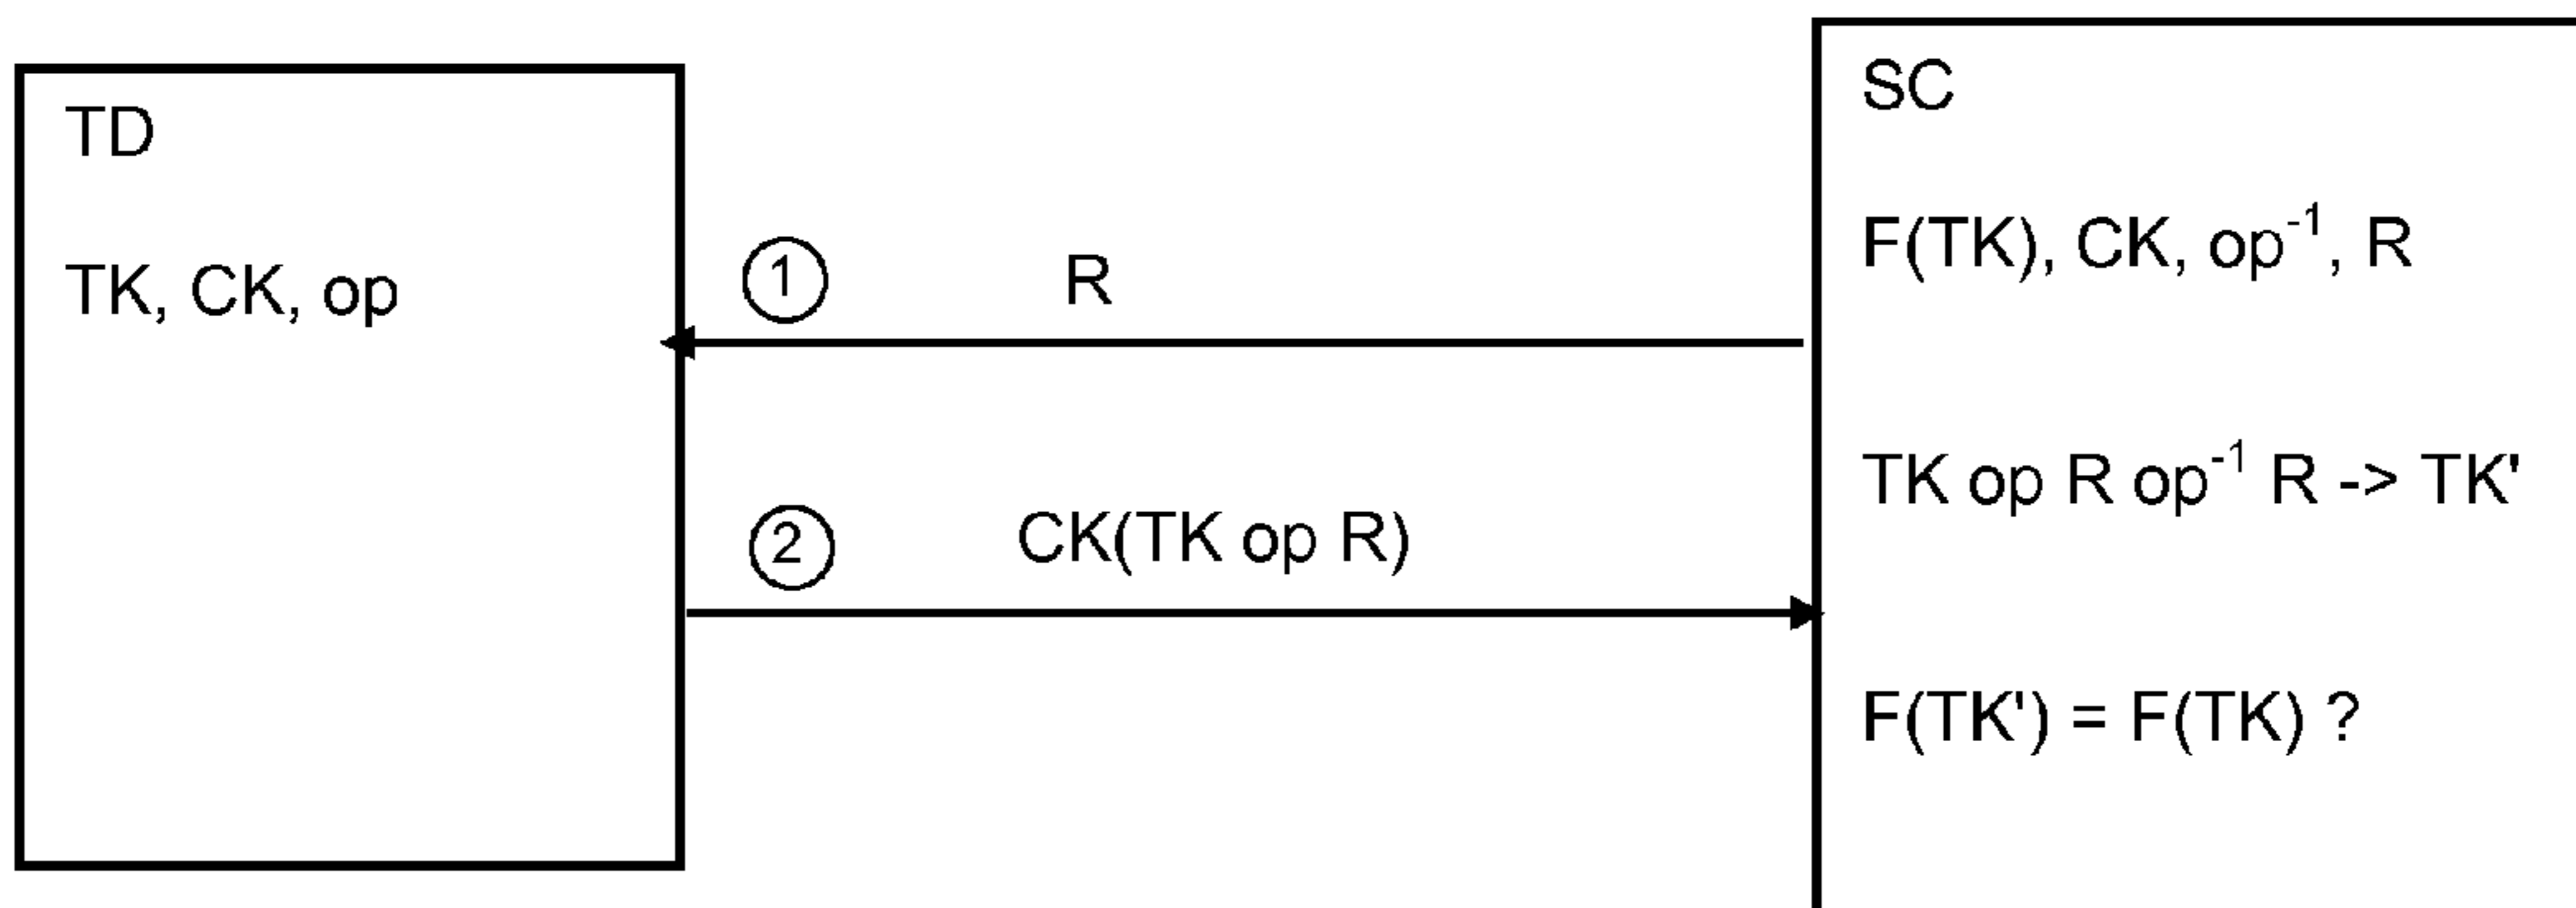 TD
TK, CK, op
① R
② CK(TK op R)
SC
F(TK), CK, op⁻¹, R
TK op R op⁻¹ R -> TK'
F(TK') = F(TK) ?